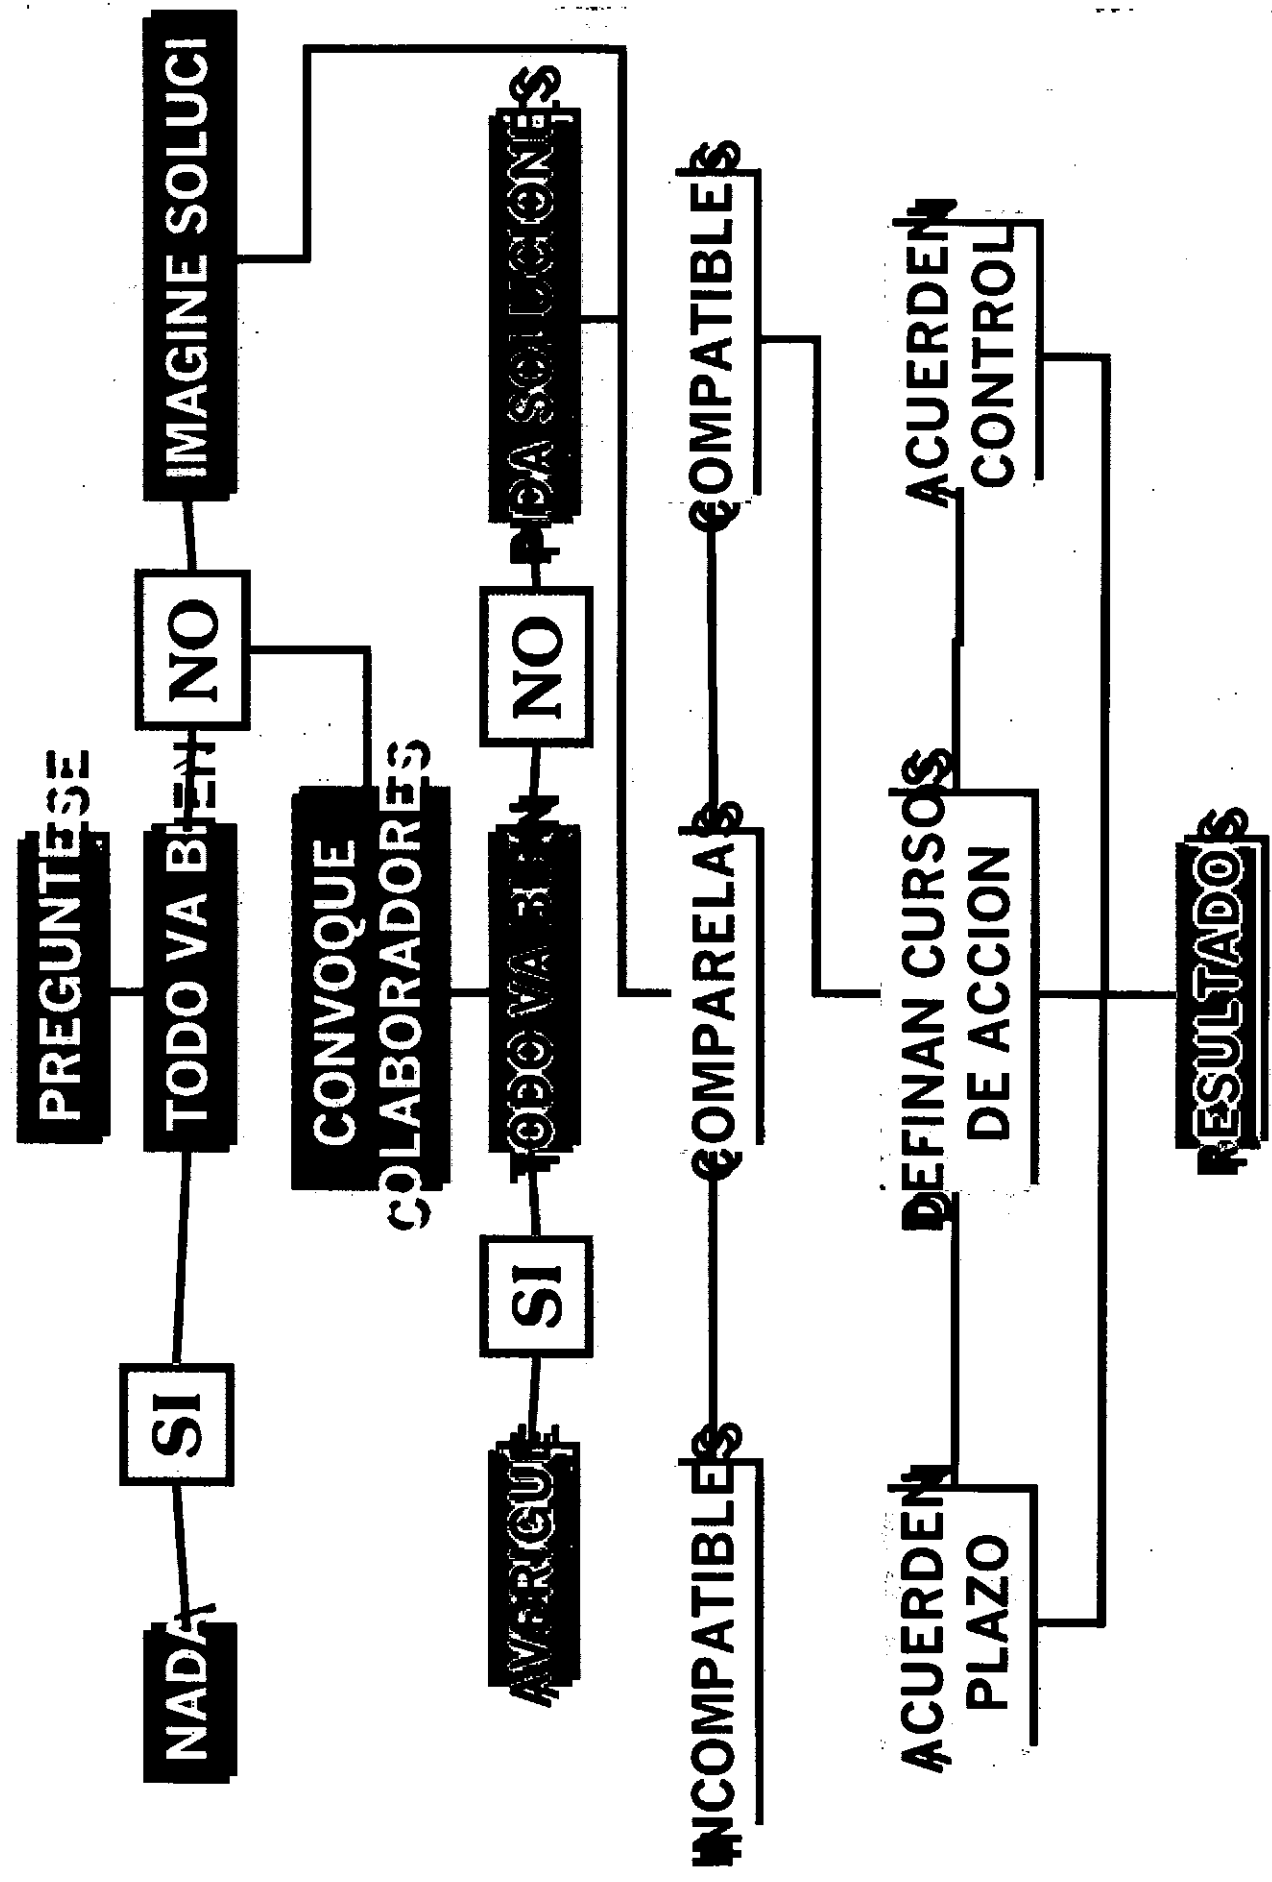 PREGUNTESE
NADA
SI
TODO VA BIEN
NO
IMAGINE SOLUCI
CONVOQUE
COLABORADORES
AVERIGUE
SI
TODO VA BIEN
NO
PIDA SOLUCIONES
INCOMPATIBLES
COMPARELAS
COMPATIBLES
ACUERDEN
PLAZO
DEFINAN CURSOS
DE ACCION
ACUERDEN
CONTROL
RESULTADOS